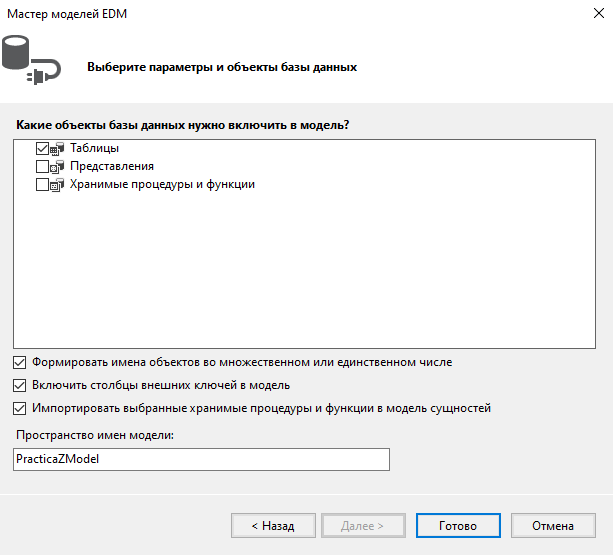 Мастер моделей EDM
Выберите параметры и объекты базы данных
Какие объекты базы данных нужно включить в модель?
Таблицы
Представления
Хранимые процедуры и функции
Формировать имена объектов во множественном или единственном числе
Включить столбцы внешних ключей в модель
Импортировать выбранные хранимые процедуры и функции в модель сущностей
Пространство имен модели:
PracticaZModel
< Назад
Далее >
Готово
Отмена